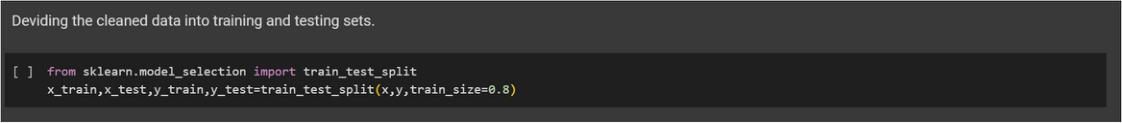 Deviding the cleaned data into training and testing sets.
[ ] from sklearn.model_selection import train_test_split
x_train,x_test,y_train,y_test=train_test_split(x,y,train_size=0.8)